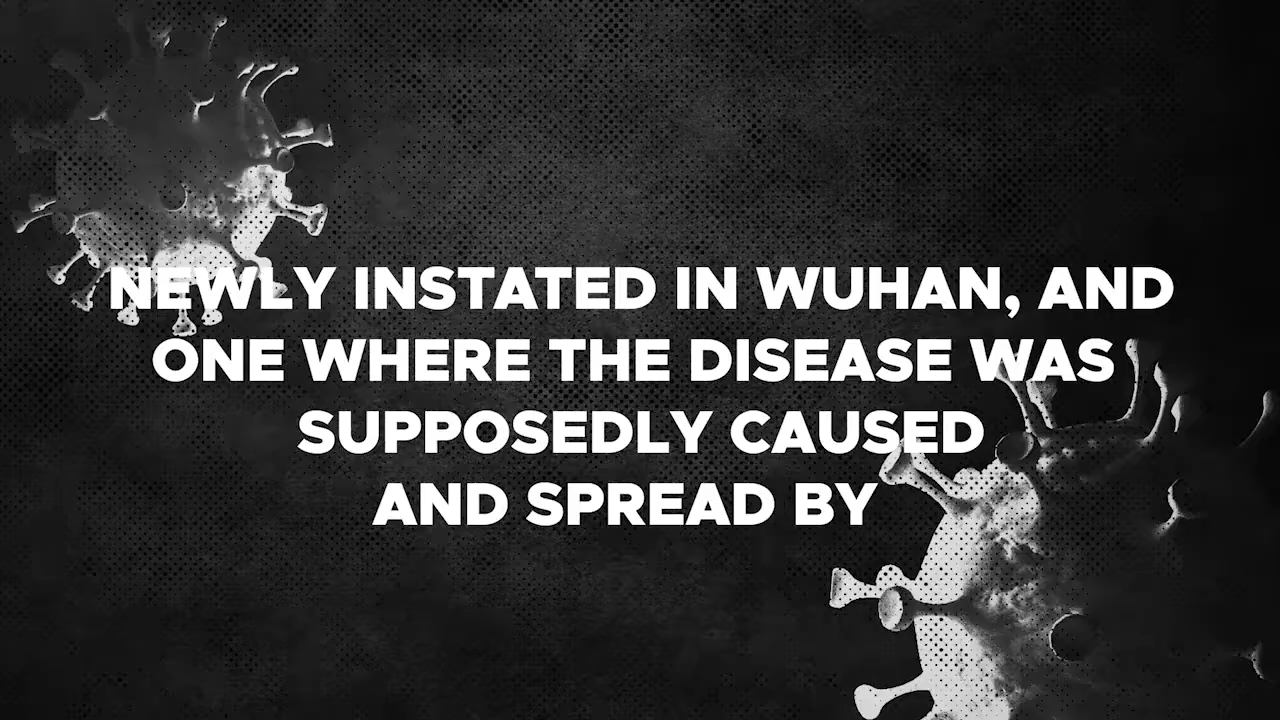 NEWLY INSTATED IN WUHAN, AND
ONE WHERE THE DISEASE WAS
SUPPOSEDLY CAUSED
AND SPREAD BY